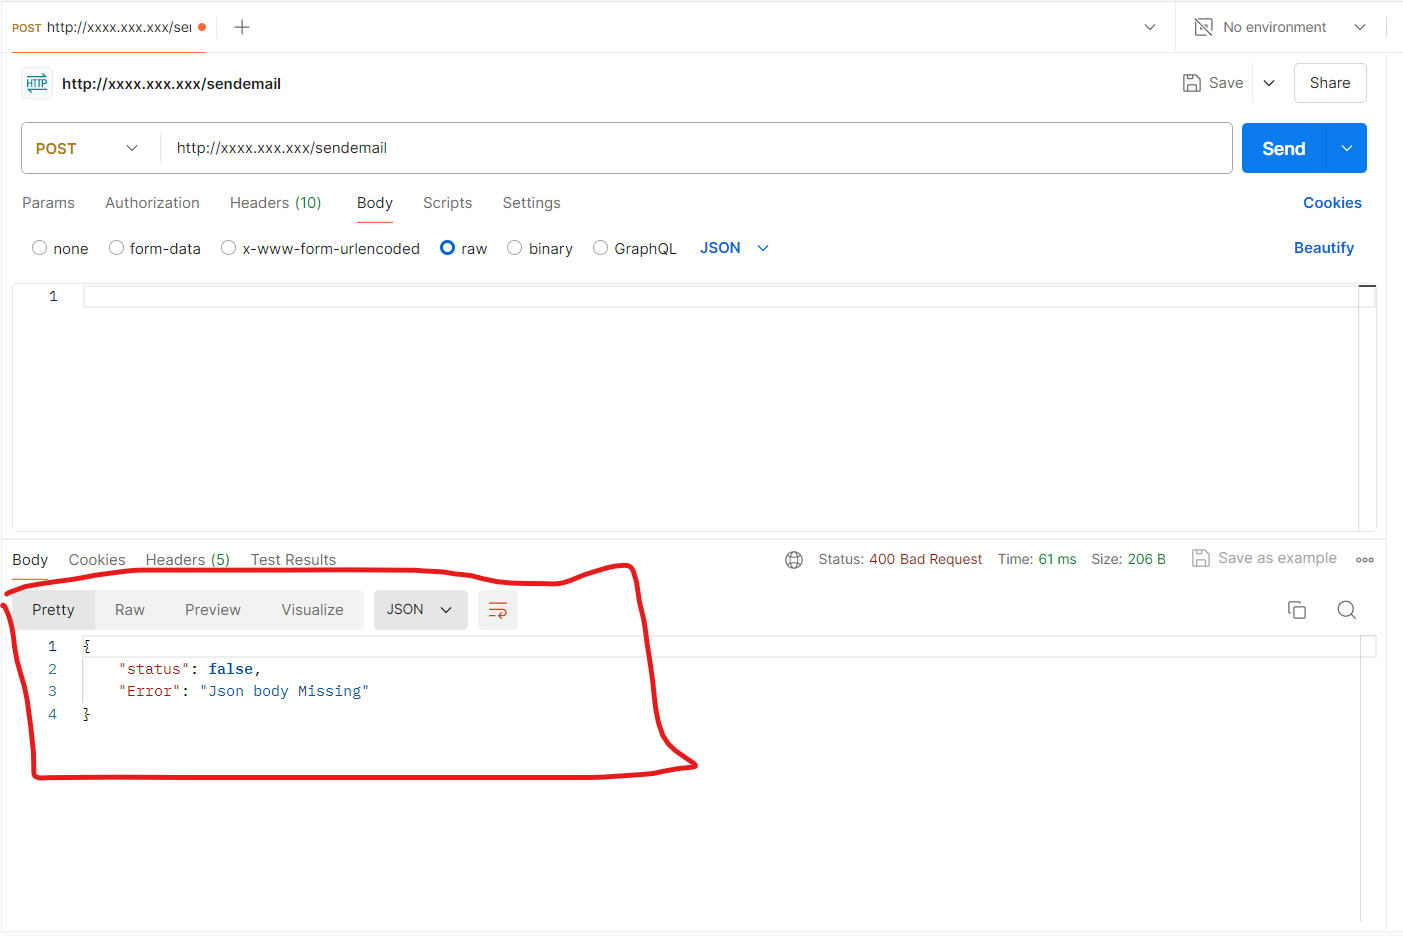 POST http://xxxx.xxx.xxx/sei
No environment
HTTP http://xxxx.xxx.xxx/sendemail
Save
Share
POST
http://xxxx.xxx.xxx/sendemail
Send
Params Authorization Headers (10) Body Scripts Settings
Cookies
none form-data x-www-form-urlencoded raw binary GraphQL JSON
Beautify
1
Body Cookies Headers (5) Test Results
Status: 400 Bad Request Time: 61 ms Size: 206 B Save as example
Pretty Raw Preview Visualize JSON
1 {
2 "status": false,
3 "Error": "Json body Missing"
4 }